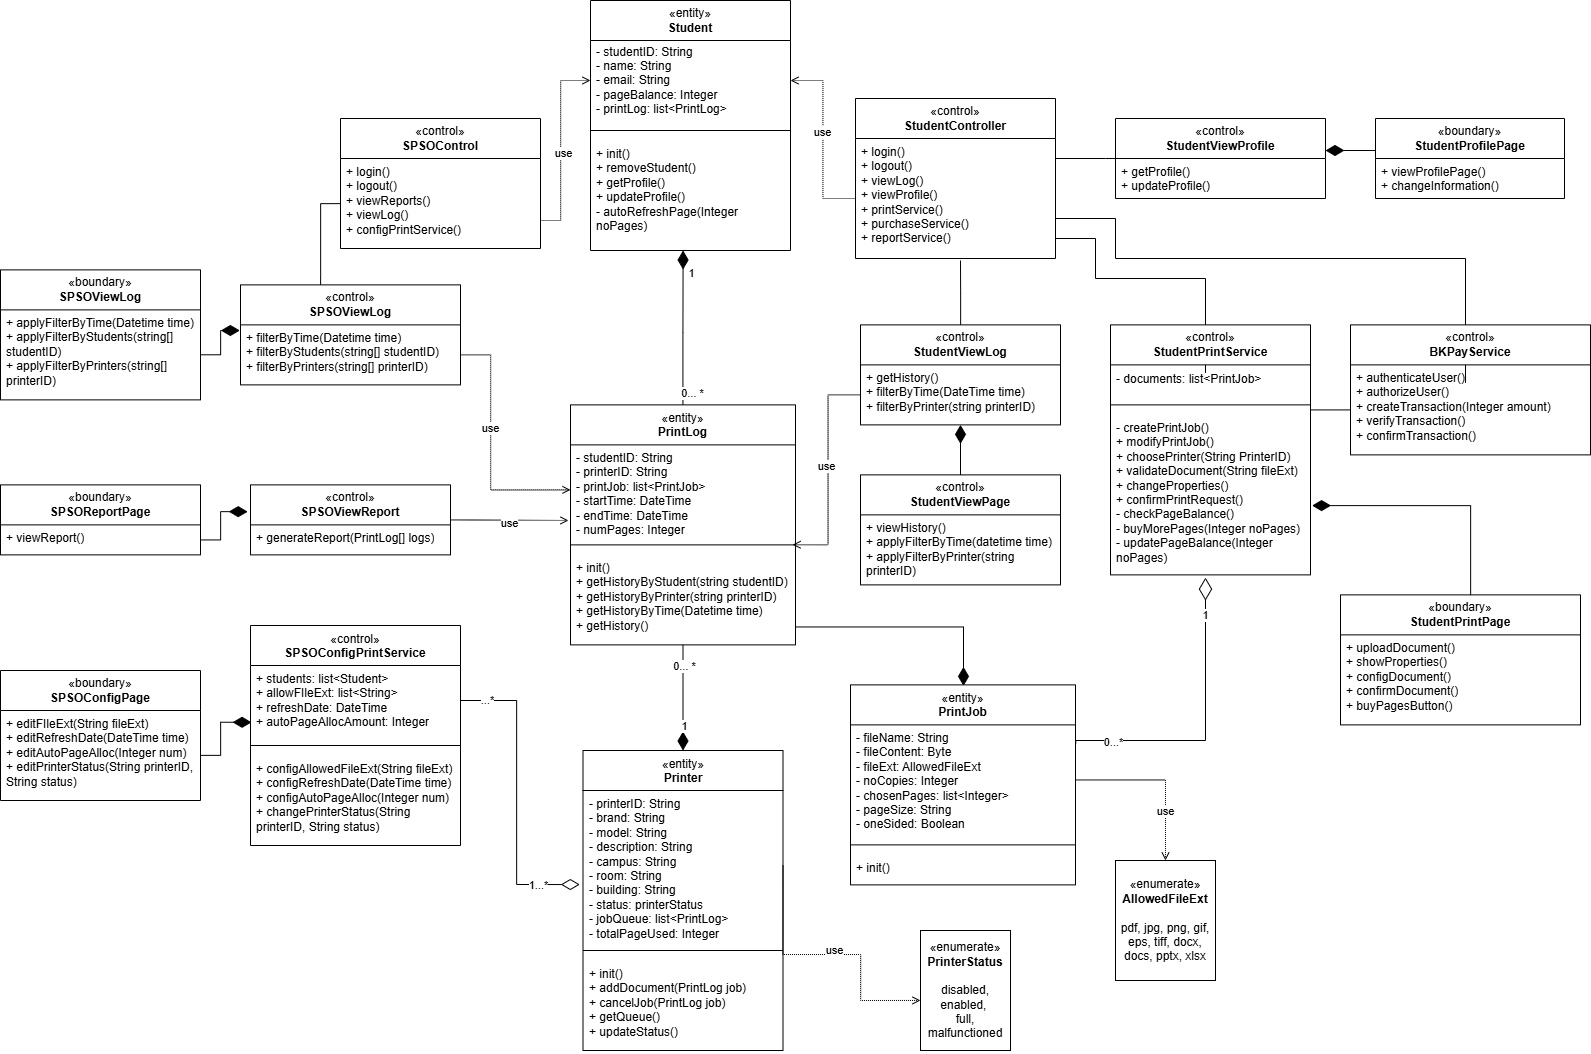 «entity»
Student
- studentID: String
- name: String
- email: String
- pageBalance: Integer
- printLog: list<PrintLog>
+ init()
+ removeStudent()
+ getProfile()
+ updateProfile()
- autoRefreshPage(Integer
noPages)
use
use
1
0... *
«control»
SPSOControl
+ login()
+ logout()
+ viewReports()
+ viewLog()
+ configPrintService()
«control»
StudentController
+ login()
+ logout()
+ viewLog()
+ viewProfile()
+ printService()
+ purchaseService()
+ reportService()
«control»
StudentViewProfile
+ getProfile()
+ updateProfile()
«boundary»
StudentProfilePage
+ viewProfilePage()
+ changeInformation()
«boundary»
SPSOViewLog
+ applyFilterByTime(Datetime time)
+ applyFilterByStudents(string[]
studentID)
+ applyFilterByPrinters(string[]
printerID)
«control»
SPSOViewLog
+ filterByTime(Datetime time)
+ filterByStudents(string[] studentID)
+ filterByPrinters(string[] printerID)
use
«control»
StudentViewLog
+ getHistory()
+ filterByTime(DateTime time)
+ filterByPrinter(string printerID)
use
«control»
StudentPrintService
- documents: list<PrintJob>
- createPrintJob()
+ modifyPrintJob()
+ choosePrinter(String PrinterID)
+ validateDocument(String fileExt)
+ changeProperties()
+ confirmPrintRequest()
- checkPageBalance()
- buyMorePages(Integer noPages)
- updatePageBalance(Integer
noPages)
1
«control»
BKPayService
+ authenticateUser()
+ authorizeUser()
+ createTransaction(Integer amount)
+ verifyTransaction()
+ confirmTransaction()
«entity»
PrintLog
- studentID: String
- printerID: String
- printJob: list<PrintJob>
- startTime: DateTime
- endTime: DateTime
- numPages: Integer
+ init()
+ getHistoryByStudent(string studentID)
+ getHistoryByPrinter(string printerID)
+ getHistoryByTime(Datetime time)
+ getHistory()
0... *
1
«control»
StudentViewPage
+ viewHistory()
+ applyFilterByTime(datetime time)
+ applyFilterByPrinter(string
printerID)
«boundary»
SPSOReportPage
+ viewReport()
«control»
SPSOViewReport
+ generateReport(PrintLog[] logs)
use
«boundary»
StudentPrintPage
+ uploadDocument()
+ showProperties()
+ configDocument()
+ confirmDocument()
+ buyPagesButton()
«boundary»
SPSOConfigPage
+ editFIleExt(String fileExt)
+ editRefreshDate(DateTime time)
+ editAutoPageAlloc(Integer num)
+ editPrinterStatus(String printerID,
String status)
«control»
SPSOConfigPrintService
+ students: list<Student>
+ allowFIleExt: list<String>
+ refreshDate: DateTime
+ autoPageAllocAmount: Integer
+ configAllowedFileExt(String fileExt)
+ configRefreshDate(DateTime time)
+ configAutoPageAlloc(Integer num)
+ changePrinterStatus(String
printerID, String status)
...*
1...*
«entity»
Printer
- printerID: String
- brand: String
- model: String
- description: String
- campus: String
- room: String
- building: String
- status: printerStatus
- jobQueue: list<PrintLog>
- totalPageUsed: Integer
+ init()
+ addDocument(PrintLog job)
+ cancelJob(PrintLog job)
+ getQueue()
+ updateStatus()
use
«entity»
PrintJob
- fileName: String
- fileContent: Byte
- fileExt: AllowedFileExt
- noCopies: Integer
- chosenPages: list<Integer>
- pageSize: String
- oneSided: Boolean
+ init()
0...*
use
«enumerate»
PrinterStatus
disabled,
enabled,
full,
malfunctioned
«enumerate»
AllowedFileExt
pdf, jpg, png, gif,
eps, tiff, docx,
docs, pptx, xlsx